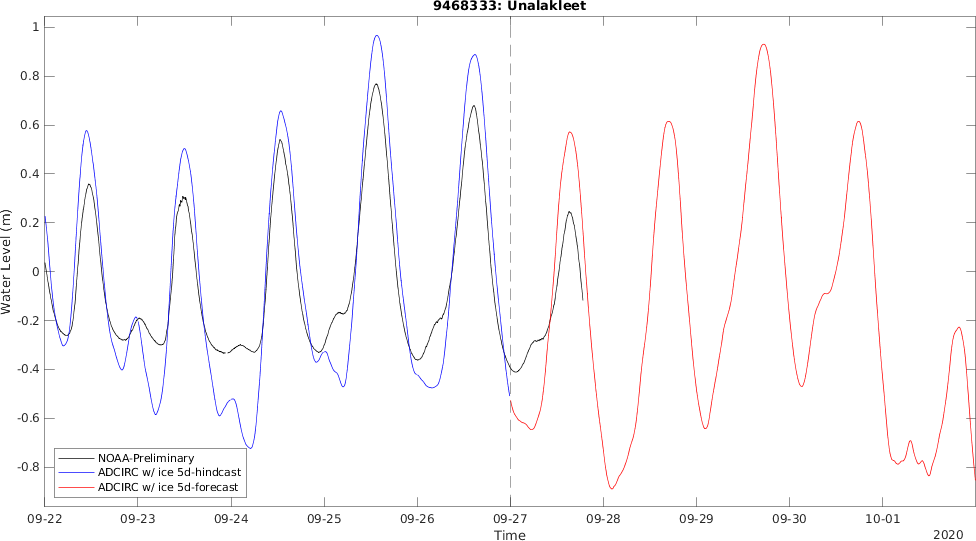 9468333: Unalakleet
Water Level (m)
1
0.8
0.6
0.4
0.2
0
-0.2
-0.4
-0.6
-0.8
NOAA-Preliminary
ADCIRC w/ ice 5d-hindcast
ADCIRC w/ ice 5d-forecast
09-22 09-23 09-24 09-25 09-26 09-27 09-28 09-29 09-30 10-01
Time
2020